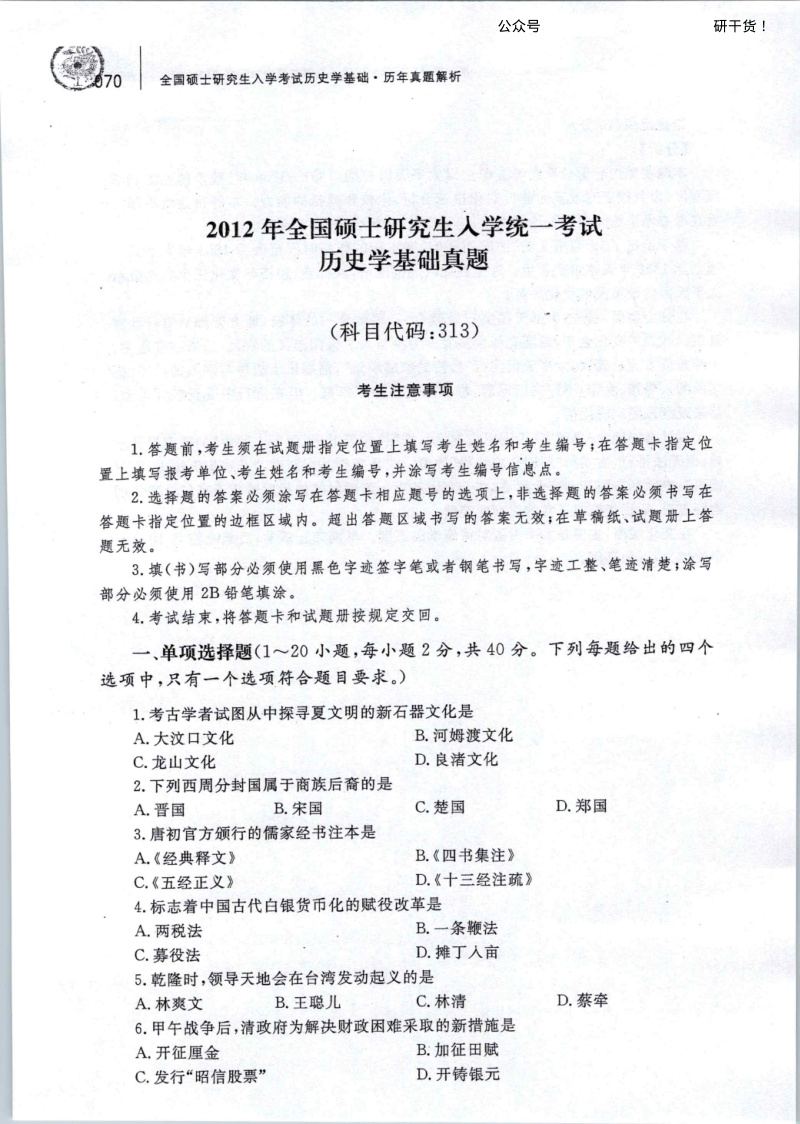 公众号 研干货！
070 全国硕士研究生入学考试历史学基础·历年真题解析
2012 年全国硕士研究生入学统一考试
历史学基础真题
(科目代码:313)
考生注意事项
1.答题前,考生须在试题册指定位置上填写考生姓名和考生编号;在答题卡指定位
置上填写报考单位、考生姓名和考生编号,并涂写考生编号信息点。
2.选择题的答案必须涂写在答题卡相应题号的选项上,非选择题的答案必须书写在
答题卡指定位置的边框区域内。超出答题区域书写的答案无效;在草稿纸、试题册上答
题无效。
3.填(书)写部分必须使用黑色字迹签字笔或者钢笔书写,字迹工整、笔迹清楚;涂写
部分必须使用 2B 铅笔填涂。
4.考试结束,将答题卡和试题册按规定交回。
一、单项选择题(1～20 小题,每小题 2 分,共 40 分。下列每题给出的四个
选项中,只有一个选项符合题目要求。)
1.考古学者试图从中探寻夏文明的新石器文化是
A.大汶口文化 B.河姆渡文化
C.龙山文化 D.良渚文化
2.下列西周分封国属于商族后裔的是
A.晋国 B.宋国 C.楚国 D.郑国
3.唐初官方颁行的儒家经书注本是
A.《经典释文》 B.《四书集注》
C.《五经正义》 D.《十三经注疏》
4.标志着中国古代白银货币化的赋役改革是
A.两税法 B.一条鞭法
C.募役法 D.摊丁入亩
5.乾隆时,领导天地会在台湾发动起义的是
A.林爽文 B.王聪儿 C.林清 D.蔡牵
6.甲午战争后,清政府为解决财政困难采取的新措施是
A.开征厘金 B.加征田赋
C.发行“昭信股票” D.开铸银元